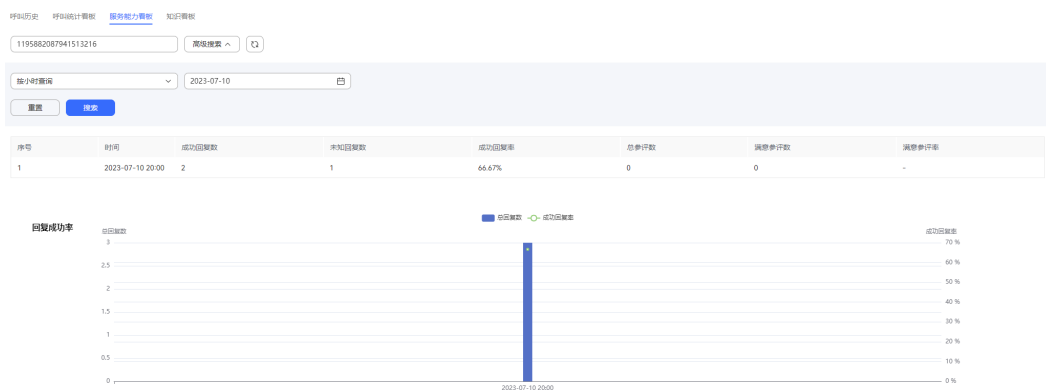 呼叫历史 呼叫统计看板 服务能力看板 知识看板
1195882087941513216 高级搜索
按小时查询 2023-07-10
重置 搜索
序号 时间 成功回复数 未知回复数 成功回复率 总参评数 满意参评数 满意参评率
1 2023-07-10 20:00 2 1 66.67% 0 0 -
总回复数 成功回复率
回复成功率
总回复数 成功回复率
3 70 %
2.5 60 %
2 50 %
1.5 40 %
30 %
1 20 %
0.5 10 %
0 0 %
2023-07-10 20:00